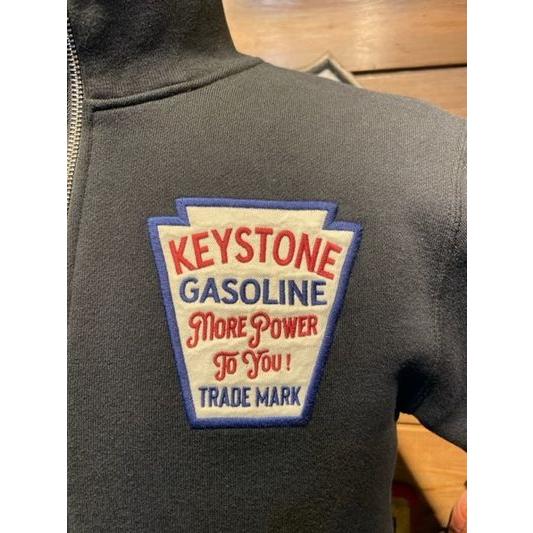 KEYSTONE
GASOLINE
More Power
To You!
TRADE MARK